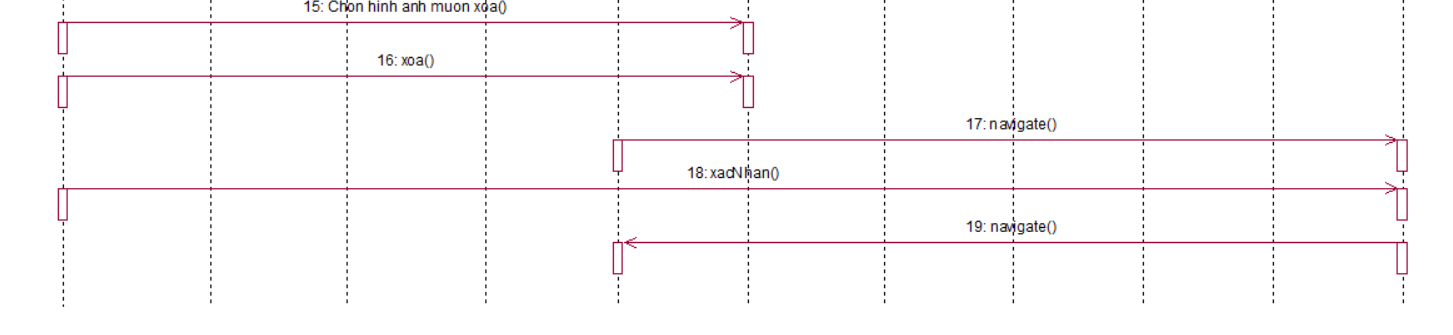 15: Chon hinh anh muon xoa()
16: xoa()
17: navigate()
18: xacNhan()
19: navigate()